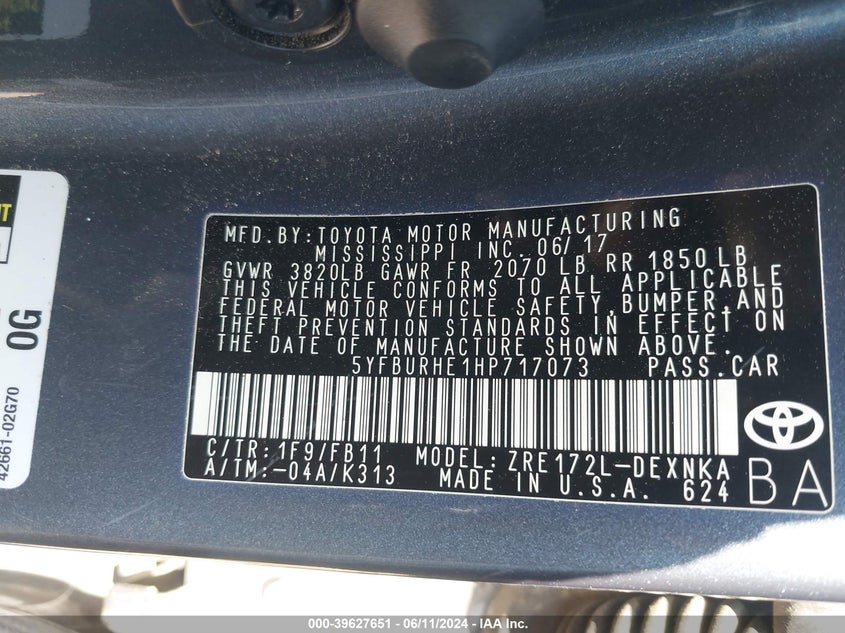 MFD.BY:TOYOTA MOTOR MANUFACTURING
MISSISSIPPI INC. 06/17
GVWR 3820LB GAWR FR 2070 LB RR 1850LB
THIS VEHICLE CONFORMS TO ALL APPLICABLE
FEDERAL MOTOR VEHICLE SAFETY,BUMPER,AND
THEFT PREVENTION STANDARDS IN EFFECT ON
THE DATE OF MANUFACTURE SHOWN ABOVE.
5YFBURHE1HP717073 PASS.CAR
C/TR:1F9/FB11 MODEL:ZRE172L-DEXNKA
A/TM:-04A/K313 MADE IN U.S.A. 624
BA
0G
42661-02G70
000-39627651 - 06/11/2024 - IAA Inc.